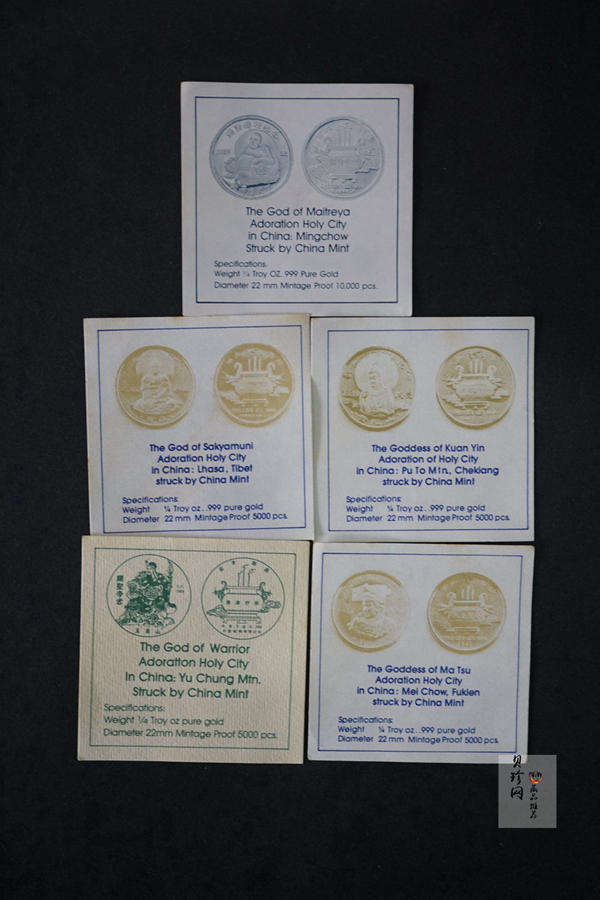 The God of Maitreya
Adoration Holy City
in China: Mingchow
Struck by China Mint
Specifications:
Weight ¼ Troy OZ. 999 Pure Gold
Diameter 22 mm Mintage Proof 10,000 pcs.
The God of Sakyamuni
Adoration Holy City
in China: Lhasa, Tibet
struck by China Mint
Specifications:
Weight ¼ Troy oz. .999 pure gold
Diameter 22 mm Mintage Proof 5000 pcs.
The Goddess of Kuan Yin
Adoration of Holy City
in China: Pu To Mtn., Chekiang
struck by China Mint
Specifications:
Weight ¼ Troy oz. .999 pure gold
Diameter 22 mm Mintage Proof 5000 pcs.
The God of Warrior
Adoratton Holy City
In China: Yu Chung Mtn.
Struck by China Mint
Specifications:
Weight ¼ Troy oz pure gold
Diameter 22mm Mintage Proof 5000 pcs.
The Goddess of Ma Tsu
Adoration Holy City
in China: Mei Chow, Fukien
struck by China Mint
Specifications:
Weight ¼ Troy oz. .999 pure gold
Diameter 22 mm Mintage Proof 5000 pcs.
贝珍网
藏品推荐